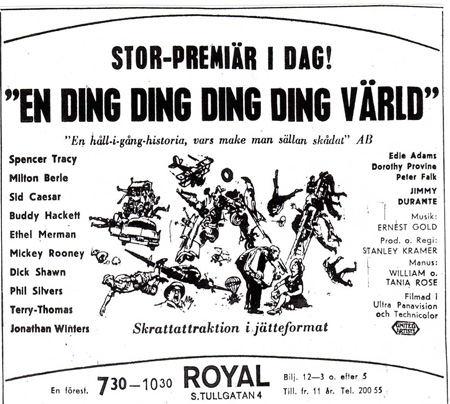 STOR-PREMIÄR I DAG!
"EN DING DING DING DING VÄRLD"
"En håll-i-gång-historia, vars make man sällan skådat" AB
Spencer Tracy
Milton Berle
Sid Caesar
Buddy Hackett
Ethel Merman
Mickey Rooney
Dick Shawn
Phil Silvers
Terry-Thomas
Jonathan Winters
Edie Adams
Dorothy Provine
Peter Falk
JIMMY
DURANTE
Musik:
ERNEST GOLD
Prod. o. Regi:
STANLEY KRAMER
Manus:
WILLIAM o.
TANIA ROSE
Filmad i
Ultra Panavision
och Technicolor
UNITED
ARTISTS
Skrattattraktion i jätteformat
En förest. 7 30-10 30 ROYAL
S. TULLGATAN 4
Bilj. 12-3 o. efter 5
Till. fr. 11 år. Tel. 200 55